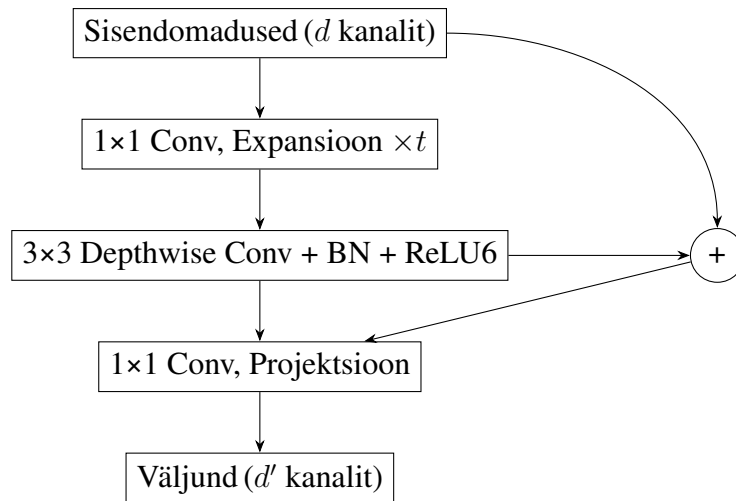 Sisendomadused (d kanalit)
1×1 Conv, Expansioon ×t
3×3 Depthwise Conv + BN + ReLU6
+
1×1 Conv, Projektsioon
Väljund (d′ kanalit)